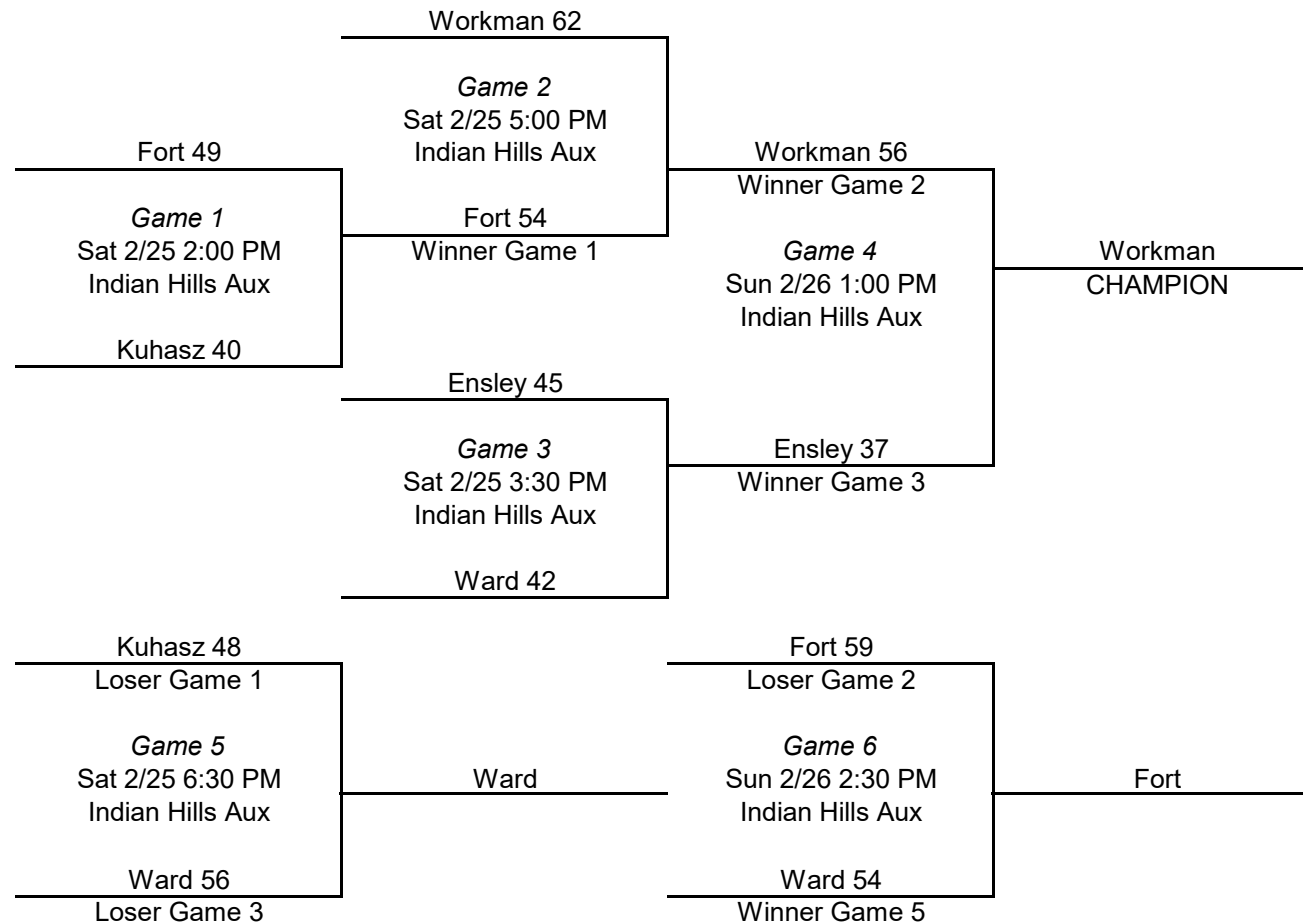 Workman 62
Game 2
Sat 2/25 5:00 PM
Indian Hills Aux
Fort 49
Workman 56
Winner Game 2
Game 1
Sat 2/25 2:00 PM
Indian Hills Aux
Fort 54
Winner Game 1
Game 4
Sun 2/26 1:00 PM
Indian Hills Aux
Workman
CHAMPION
Kuhasz 40
Ensley 45
Game 3
Sat 2/25 3:30 PM
Indian Hills Aux
Ensley 37
Winner Game 3
Ward 42
Kuhasz 48
Loser Game 1
Fort 59
Loser Game 2
Game 5
Sat 2/25 6:30 PM
Indian Hills Aux
Ward
Game 6
Sun 2/26 2:30 PM
Indian Hills Aux
Fort
Ward 56
Loser Game 3
Ward 54
Winner Game 5